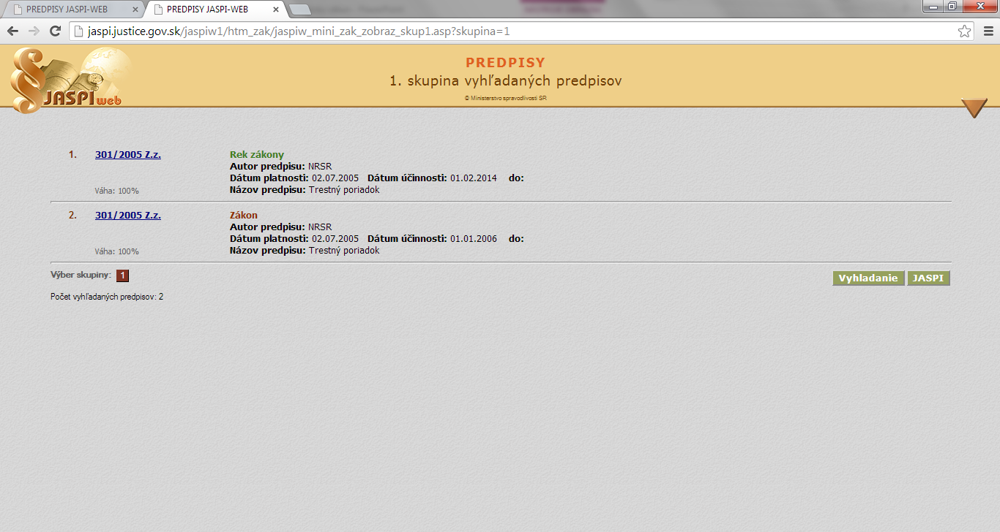 PREDPISY JASPI-WEB
PREDPISY JASPI-WEB
jaspi.justice.gov.sk/jaspiw1/htm_zak/jaspiw_mini_zak_zobraz_skup1.asp?skupina=1
JASPI web
PREDPISY
1. skupina vyhľadaných predpisov
© Ministerstvo spravodlivosti SR
1. 301/2005 Z.z. Rek zákony
Autor predpisu: NRSR
Dátum platnosti: 02.07.2005 Dátum účinnosti: 01.02.2014 do:
Váha: 100% Názov predpisu: Trestný poriadok
2. 301/2005 Z.z. Zákon
Autor predpisu: NRSR
Dátum platnosti: 02.07.2005 Dátum účinnosti: 01.01.2006 do:
Váha: 100% Názov predpisu: Trestný poriadok
Výber skupiny: 1 Vyhladanie JASPI
Počet vyhľadaných predpisov: 2